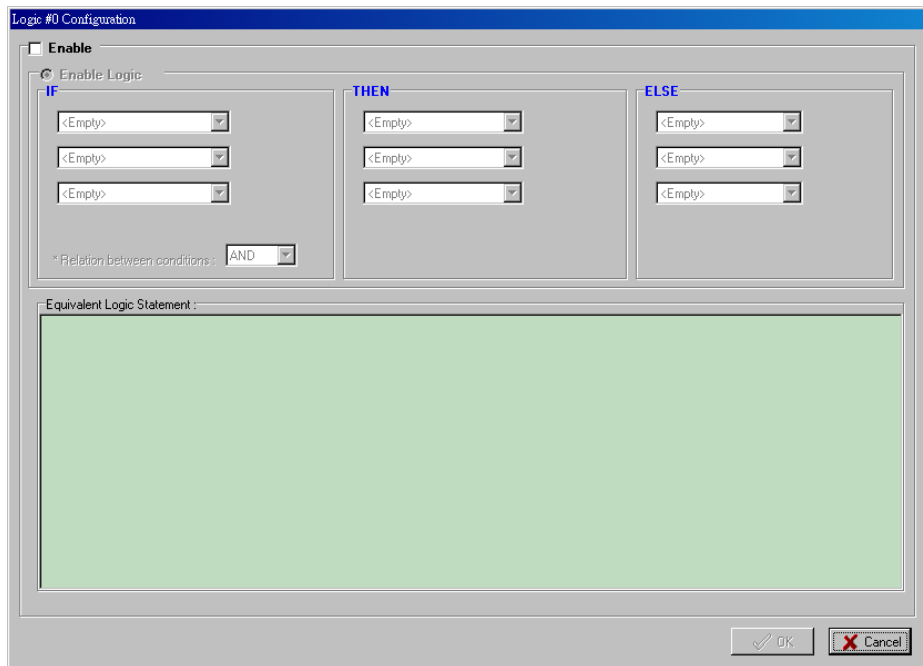 Logic #0 Configuration
Enable
Enable Logic
IF THEN ELSE
<Empty> <Empty> <Empty>
<Empty> <Empty> <Empty>
<Empty> <Empty> <Empty>
* Relation between conditions : AND
Equivalent Logic Statement :
OK Cancel